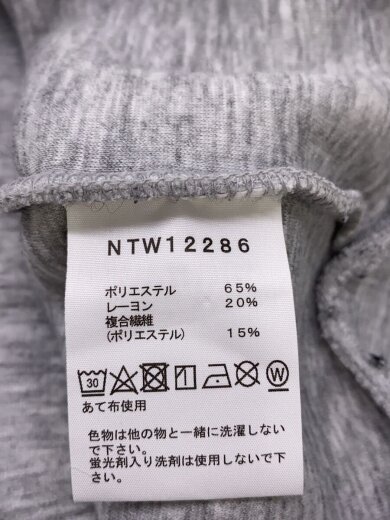 NTW12286
ポリエステル 65%
レーヨン 20%
複合繊維
(ポリエステル) 15%
30 W
あて布使用
色物は他の物と一緒に洗濯しない
で下さい。
蛍光剤入り洗剤は使用しないで下
さい。